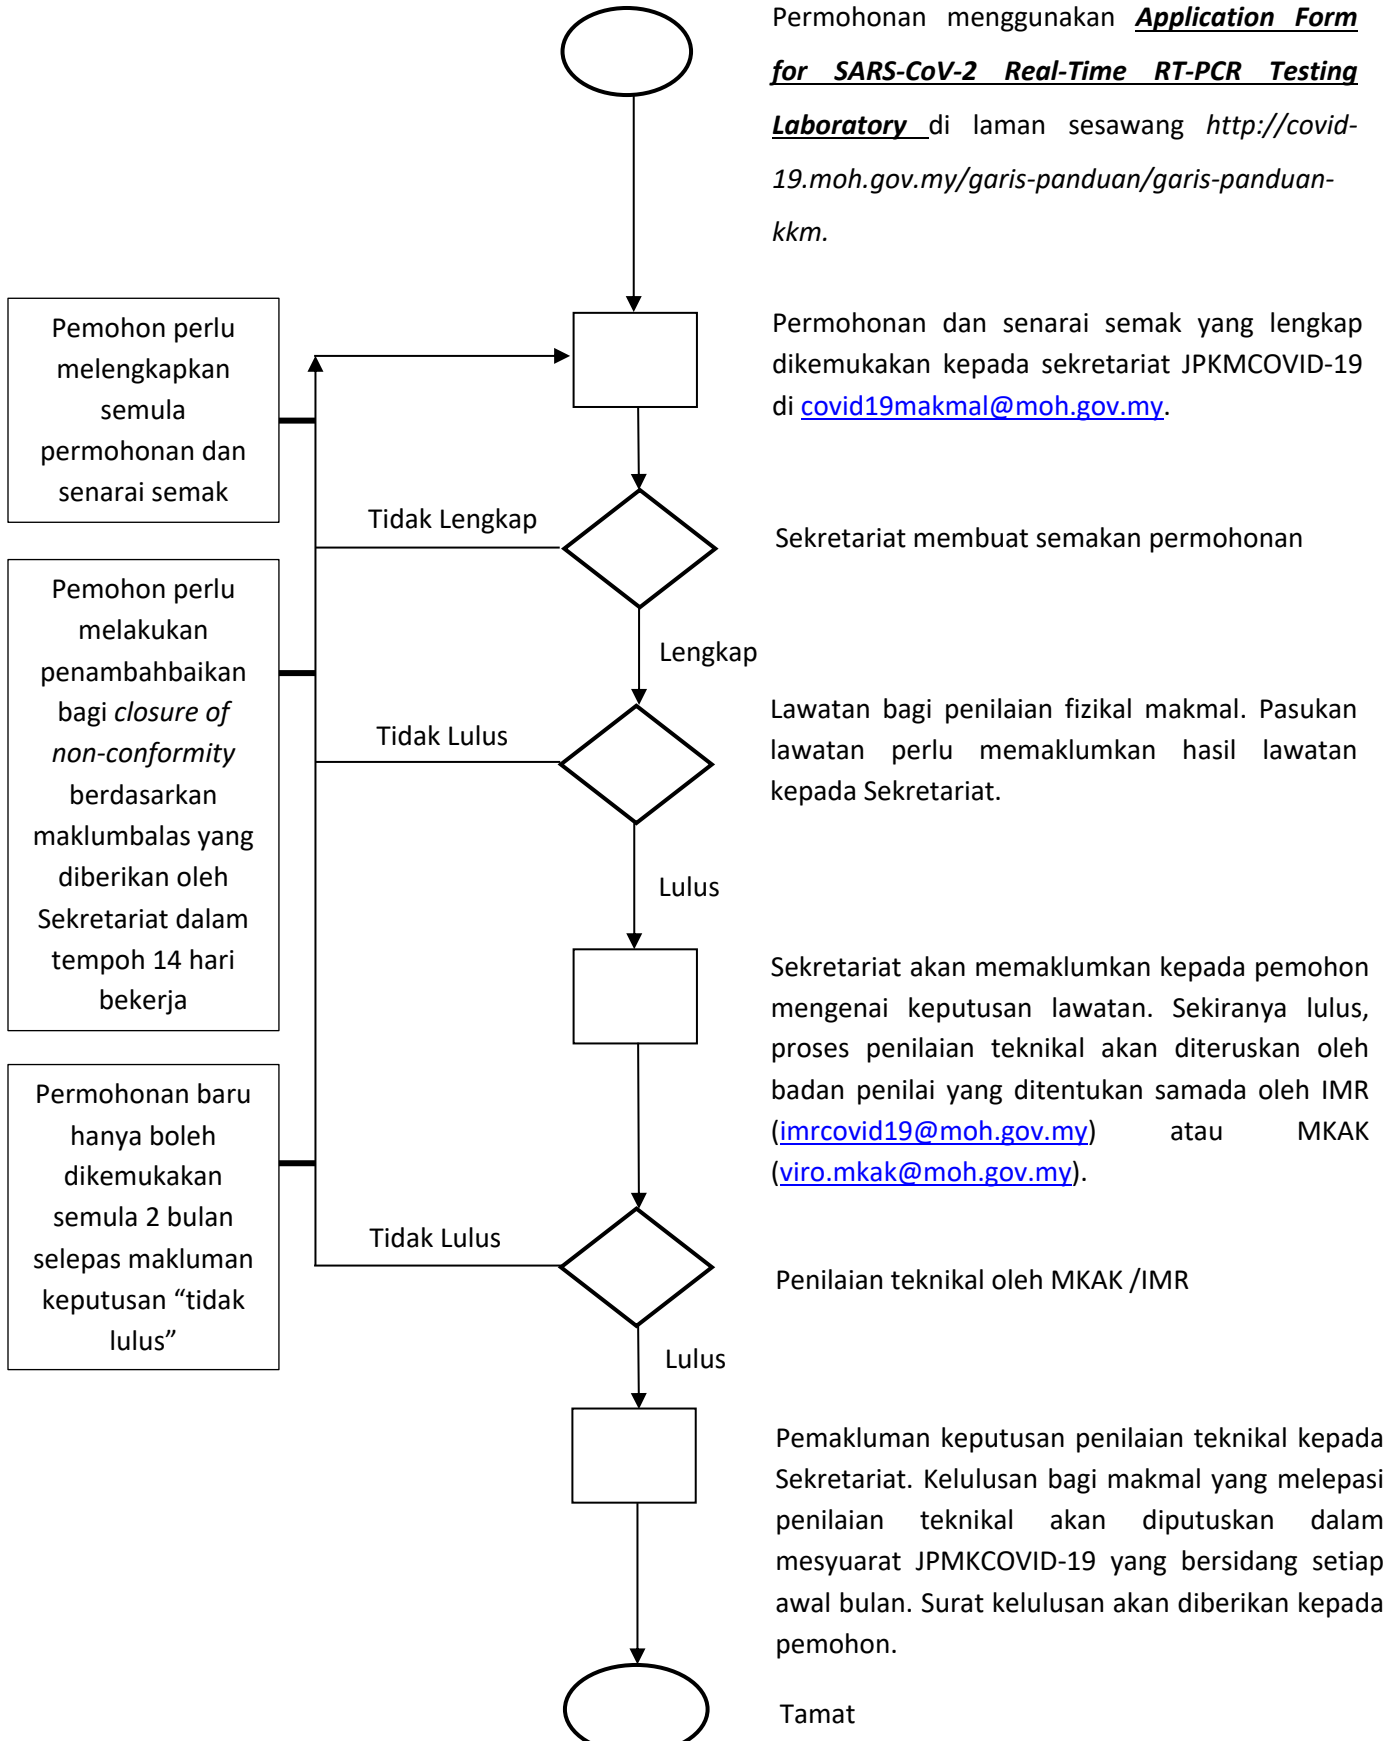 Permohonan menggunakan Application Form
for SARS-CoV-2 Real-Time RT-PCR Testing
Laboratory di laman sesawang http://covid-
19.moh.gov.my/garis-panduan/garis-panduan-
kkm.
Pemohon perlu
melengkapkan
semula
permohonan dan
senarai semak
Permohonan dan senarai semak yang lengkap
dikemukakan kepada sekretariat JPKMCOVID-19
di covid19makmal@moh.gov.my.
Tidak Lengkap
Sekretariat membuat semakan permohonan
Lengkap
Pemohon perlu
melakukan
penambahbaikan
bagi closure of
non-conformity
berdasarkan
maklumbalas yang
diberikan oleh
Sekretariat dalam
tempoh 14 hari
bekerja
Tidak Lulus
Lawatan bagi penilaian fizikal makmal. Pasukan
lawatan perlu memaklumkan hasil lawatan
kepada Sekretariat.
Lulus
Sekretariat akan memaklumkan kepada pemohon
mengenai keputusan lawatan. Sekiranya lulus,
proses penilaian teknikal akan diteruskan oleh
badan penilai yang ditentukan samada oleh IMR
(imrcovid19@moh.gov.my) atau MKAK
(viro.mkak@moh.gov.my).
Permohonan baru
hanya boleh
dikemukakan
semula 2 bulan
selepas makluman
keputusan “tidak
lulus”
Tidak Lulus
Penilaian teknikal oleh MKAK /IMR
Lulus
Pemakluman keputusan penilaian teknikal kepada
Sekretariat. Kelulusan bagi makmal yang melepasi
penilaian teknikal akan diputuskan dalam
mesyuarat JPMKCOVID-19 yang bersidang setiap
awal bulan. Surat kelulusan akan diberikan kepada
pemohon.
Tamat